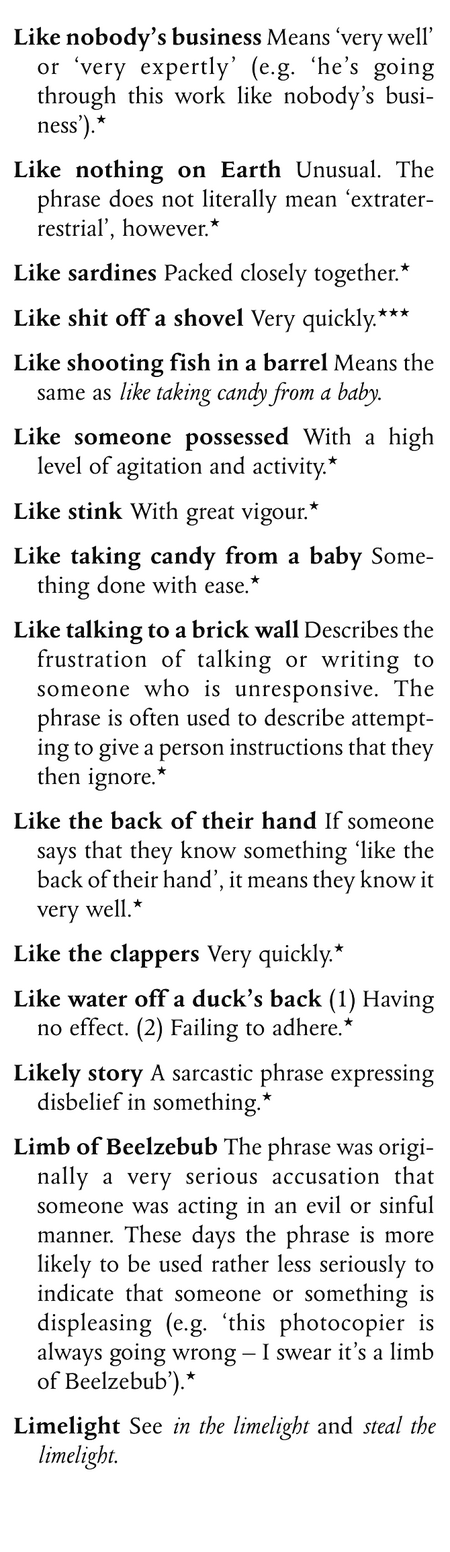 Like nobody’s business Means ‘very well’
or ‘very expertly’ (e.g. ‘he’s going
through this work like nobody’s busi-
ness’).★
Like nothing on Earth Unusual. The
phrase does not literally mean ‘extrater-
restrial’, however.★
Like sardines Packed closely together.★
Like shit off a shovel Very quickly.★★★
Like shooting fish in a barrel Means the
same as like taking candy from a baby.
Like someone possessed With a high
level of agitation and activity.★
Like stink With great vigour.★
Like taking candy from a baby Some-
thing done with ease.★
Like talking to a brick wall Describes the
frustration of talking or writing to
someone who is unresponsive. The
phrase is often used to describe attempt-
ing to give a person instructions that they
then ignore.★
Like the back of their hand If someone
says that they know something ‘like the
back of their hand’, it means they know it
very well.★
Like the clappers Very quickly.★
Like water off a duck’s back (1) Having
no effect. (2) Failing to adhere.★
Likely story A sarcastic phrase expressing
disbelief in something.★
Limb of Beelzebub The phrase was origi-
nally a very serious accusation that
someone was acting in an evil or sinful
manner. These days the phrase is more
likely to be used rather less seriously to
indicate that someone or something is
displeasing (e.g. ‘this photocopier is
always going wrong – I swear it’s a limb
of Beelzebub’).★
Limelight See in the limelight and steal the
limelight.